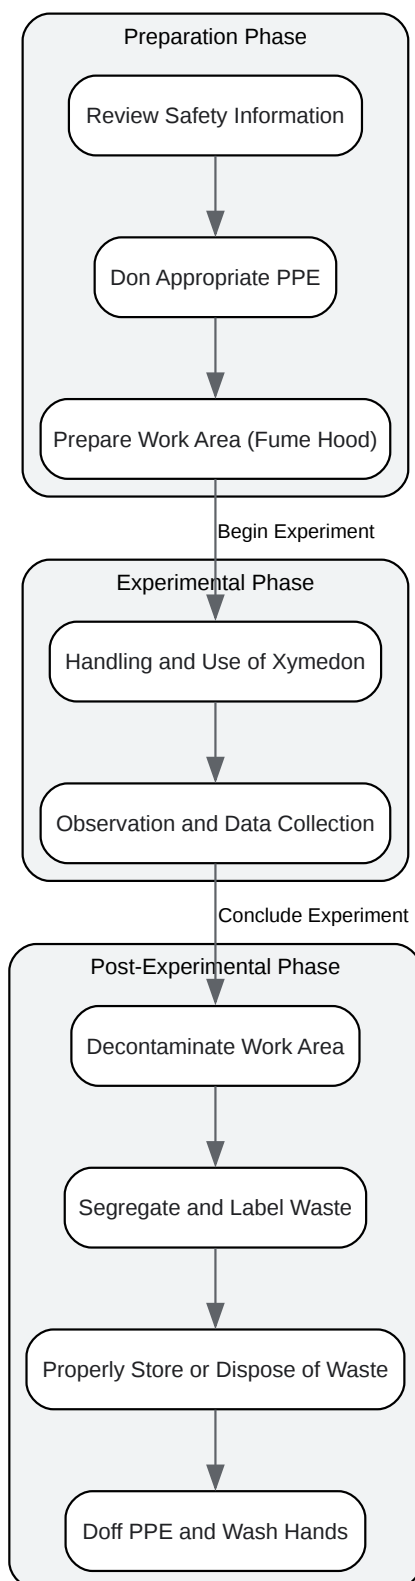 Preparation Phase
Review Safety Information
Don Appropriate PPE
Prepare Work Area (Fume Hood)
Begin Experiment
Experimental Phase
Handling and Use of Xymedon
Observation and Data Collection
Conclude Experiment
Post-Experimental Phase
Decontaminate Work Area
Segregate and Label Waste
Properly Store or Dispose of Waste
Doff PPE and Wash Hands